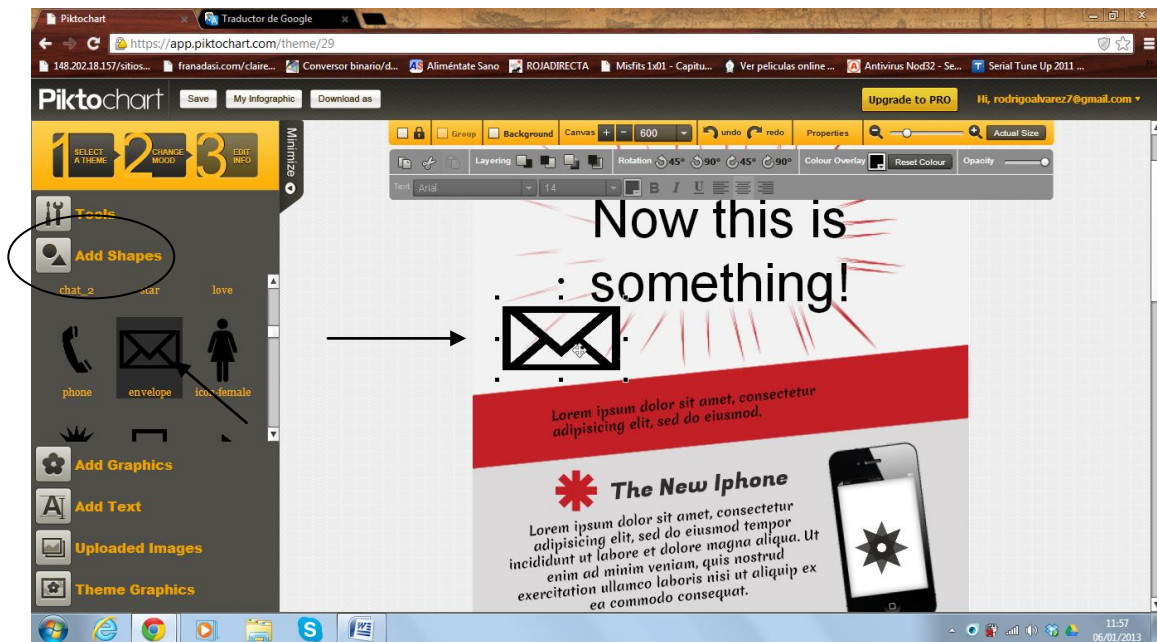 Piktochart
Traductor de Google
https://app.piktochart.com/theme/29
148.202.18.157/sitios...
franadasi.com/claire...
Conversor binario/d...
Aliméntate Sano
ROJADIRECTA
Misfits 1x01 - Capitu...
Ver peliculas online ...
Antivirus Nod32 - Se...
Serial Tune Up 2011 ...
Piktochart
Save
My Infographic
Download as
Upgrade to PRO
Hi, rodrigoalvarez7@gmail.com
1 SELECT A THEME
2 CHANGE MOOD
3 EDIT INFO
Minimize
Group
Background
Canvas
+
-
600
undo
redo
Properties
Actual Size
Layering
Rotation
45°
90°
45°
90°
Colour Overlay
Reset Colour
Opacity
Text
Arial
14
B
I
U
Tools
Add Shapes
chat_2
star
love
phone
envelope
icon-female
Add Graphics
Add Text
Uploaded Images
Theme Graphics
Now this is
something!
Lorem ipsum dolor sit amet, consectetur
adipisicing elit, sed do eiusmod.
The New Iphone
Lorem ipsum dolor sit amet, consectetur
adipisicing elit, sed do eiusmod tempor
incididunt ut labore et dolore magna aliqua. Ut
enim ad minim veniam, quis nostrud
exercitation ullamco laboris nisi ut aliquip ex
ea commodo consequat.
11:57
06/01/2013